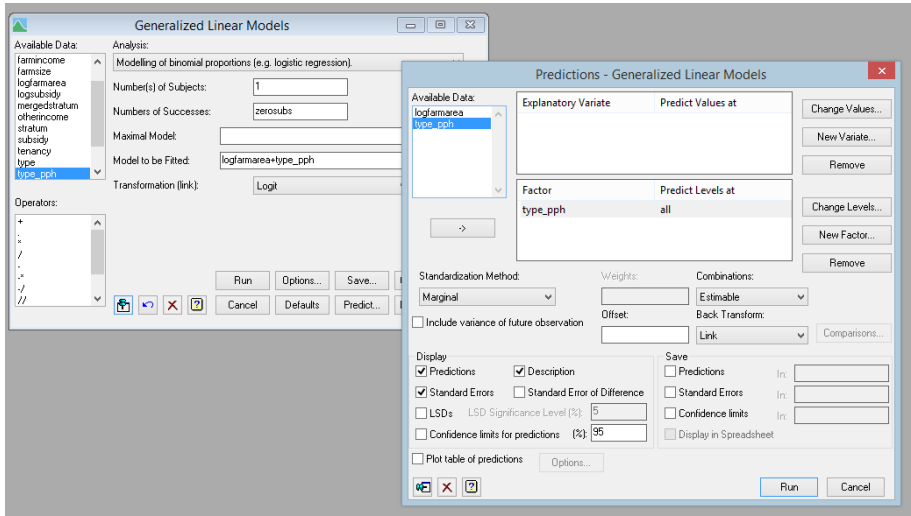 Generalized Linear Models
Available Data:
farmincome
farmsize
logfarmarea
logsubsidy
mergedstratum
otherincome
stratum
subsidy
tenancy
type
type_pph
Operators:
+
.
×
/
-
-*
-/
//
Analysis:
Modelling of binomial proportions (e.g. logistic regression).
Number(s) of Subjects:
1
Numbers of Successes:
zerosubs
Maximal Model:
Model to be Fitted:
logfarmarea+type_pph
Transformation (link):
Logit
Run
Options...
Save...
Cancel
Defaults
Predict...
Predictions - Generalized Linear Models
Available Data:
logfarmarea
type_pph
->
Explanatory Variate Predict Values at
Change Values...
New Variate...
Remove
Factor Predict Levels at
type_pph all
Change Levels...
New Factor...
Remove
Standardization Method:
Marginal
Weights:
Combinations:
Estimable
Include variance of future observation
Offset:
Back Transform:
Link
Comparisons...
Display
Predictions
Description
Standard Errors
Standard Error of Difference
LSDs
LSD Significance Level (%):
5
Confidence limits for predictions
(%):
95
Save
Predictions
In:
Standard Errors
In:
Confidence limits
In:
Display in Spreadsheet
Plot table of predictions
Options...
Run
Cancel